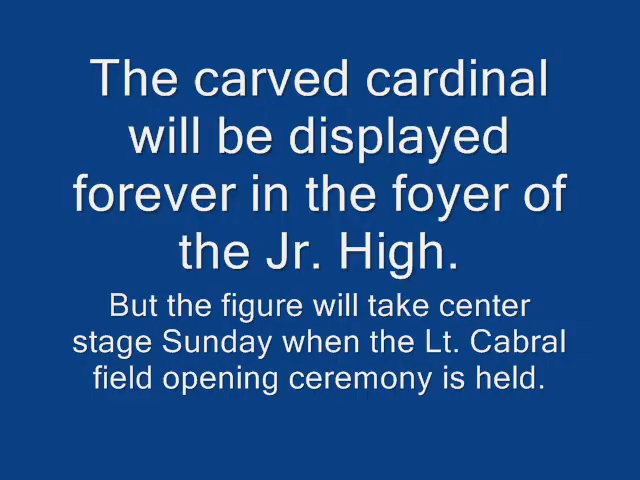 The carved cardinal
will be displayed
forever in the foyer of
the Jr. High.
But the figure will take center
stage Sunday when the Lt. Cabral
field opening ceremony is held.